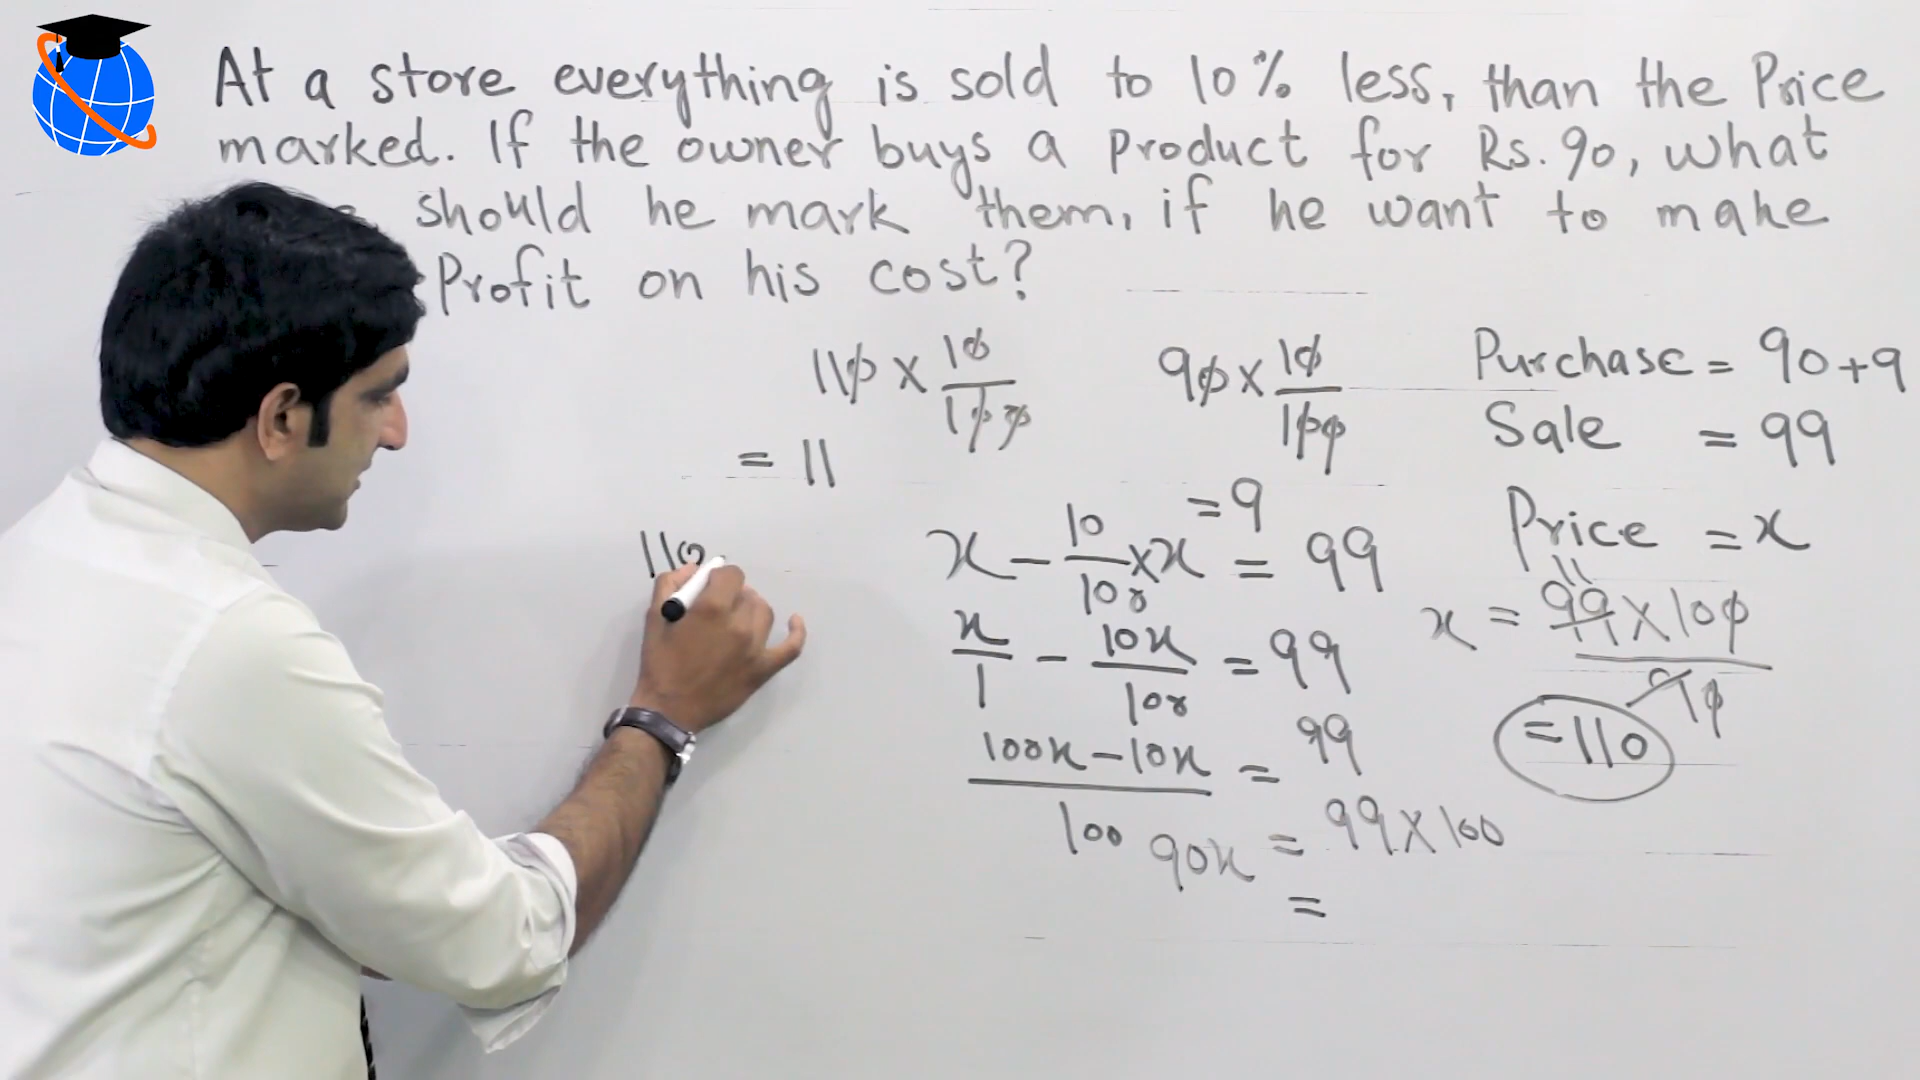 At a store everything is sold to 10% less, than the Price
marked. If the owner buys a product for Rs. 90, what
should he mark them, if he want to make
Profit on his cost?
110 × 10/100
= 11
110
90 × 10/100
= 9
x - 10/100 × x = 99
x/1 - 10x/100 = 99
100x - 10x / 100 = 99
90x = 99 × 100
=
Purchase = 90 + 9
Sale = 99
Price = x
11
x = 99 × 100 / 90
= 110